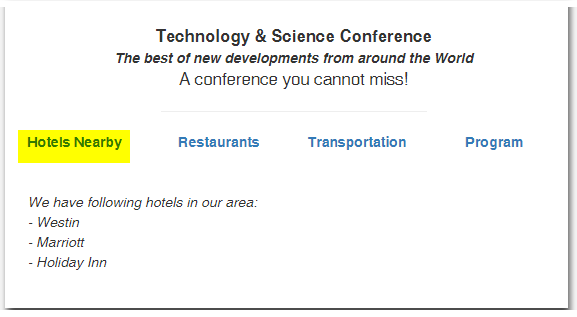 Technology & Science Conference
The best of new developments from around the World
A conference you cannot miss!
Hotels Nearby Restaurants Transportation Program
We have following hotels in our area:
- Westin
- Marriott
- Holiday Inn